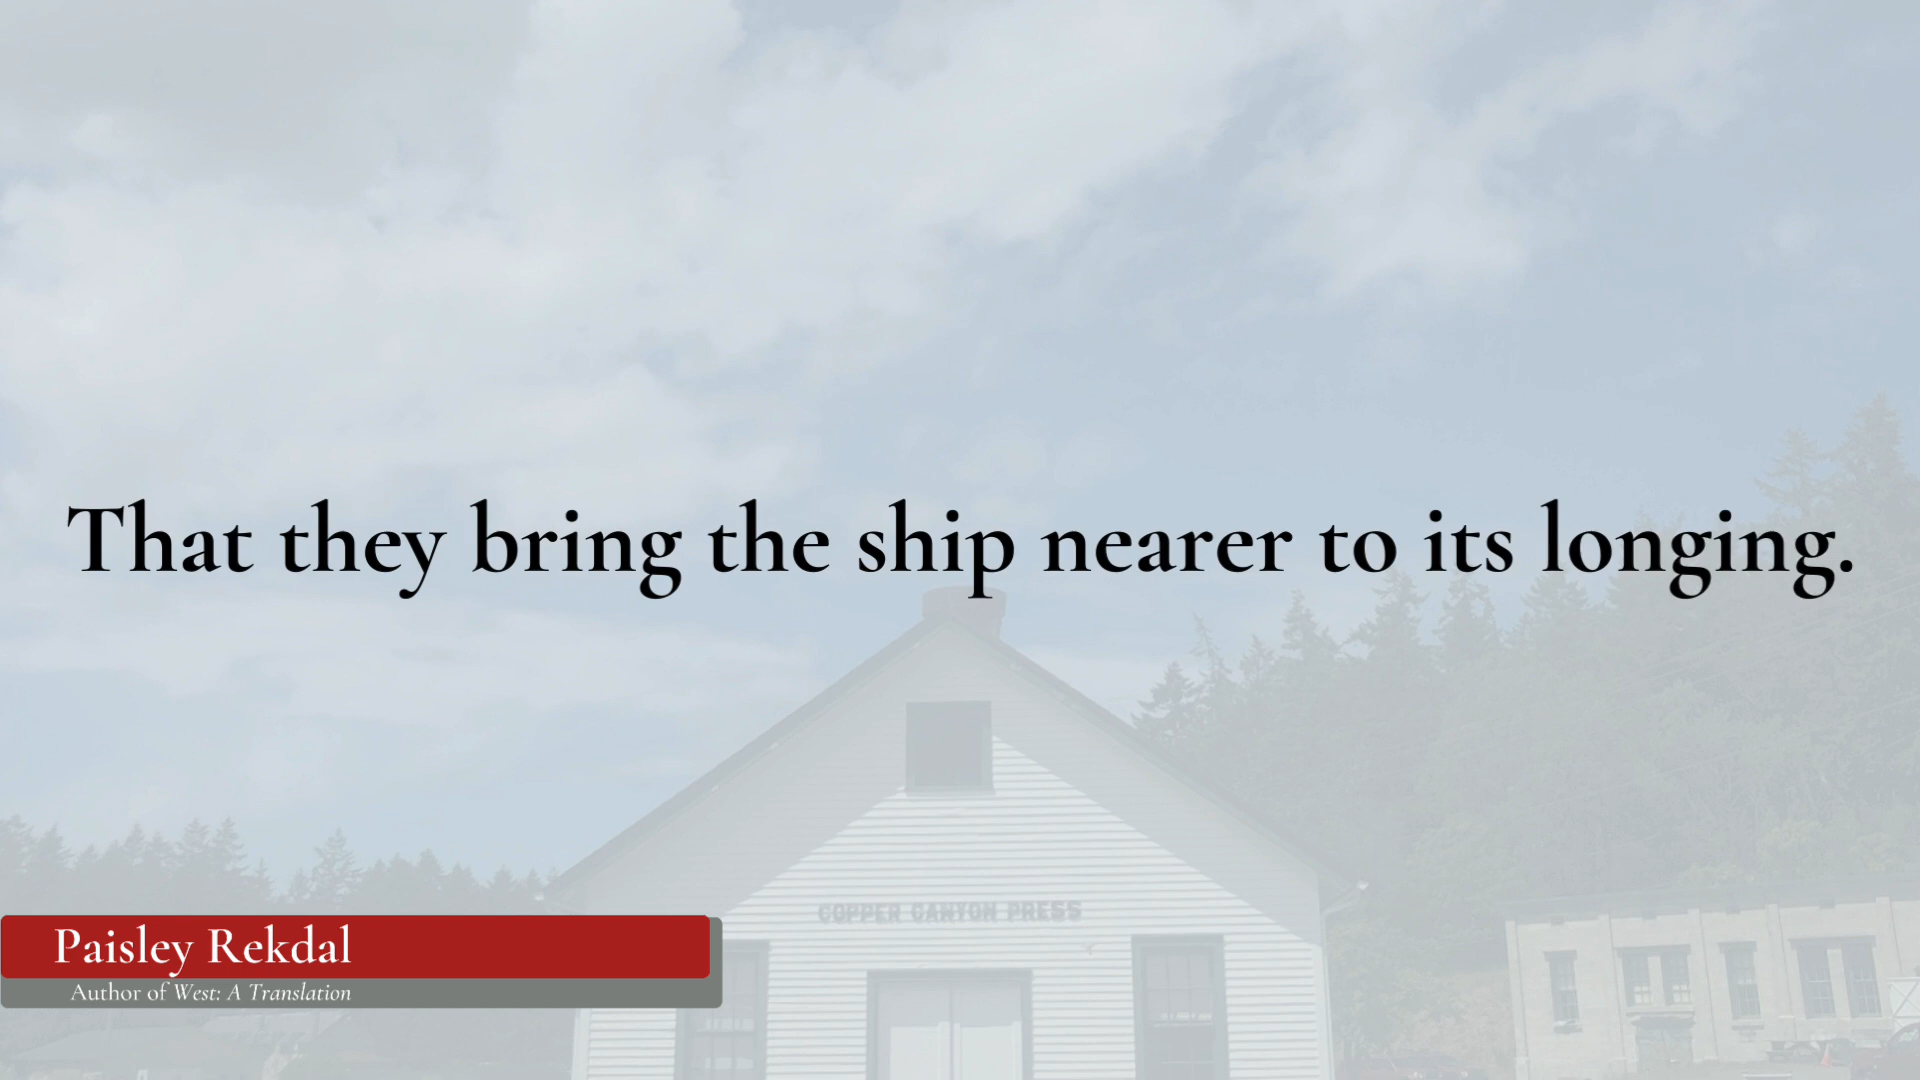 That they bring the ship nearer to its longing.
COPPER CANYON PRESS
Paisley Rekdal
Author of West: A Translation